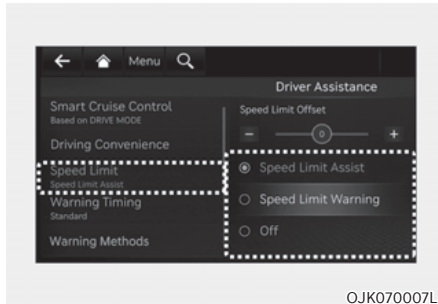 Menu
Driver Assistance
Smart Cruise Control
Based on DRIVE MODE
Driving Convenience
Speed Limit
Speed Limit Assist
Warning Timing
Standard
Warning Methods
Speed Limit Offset
− 0 +
Speed Limit Assist
Speed Limit Warning
Off
OJK070007L